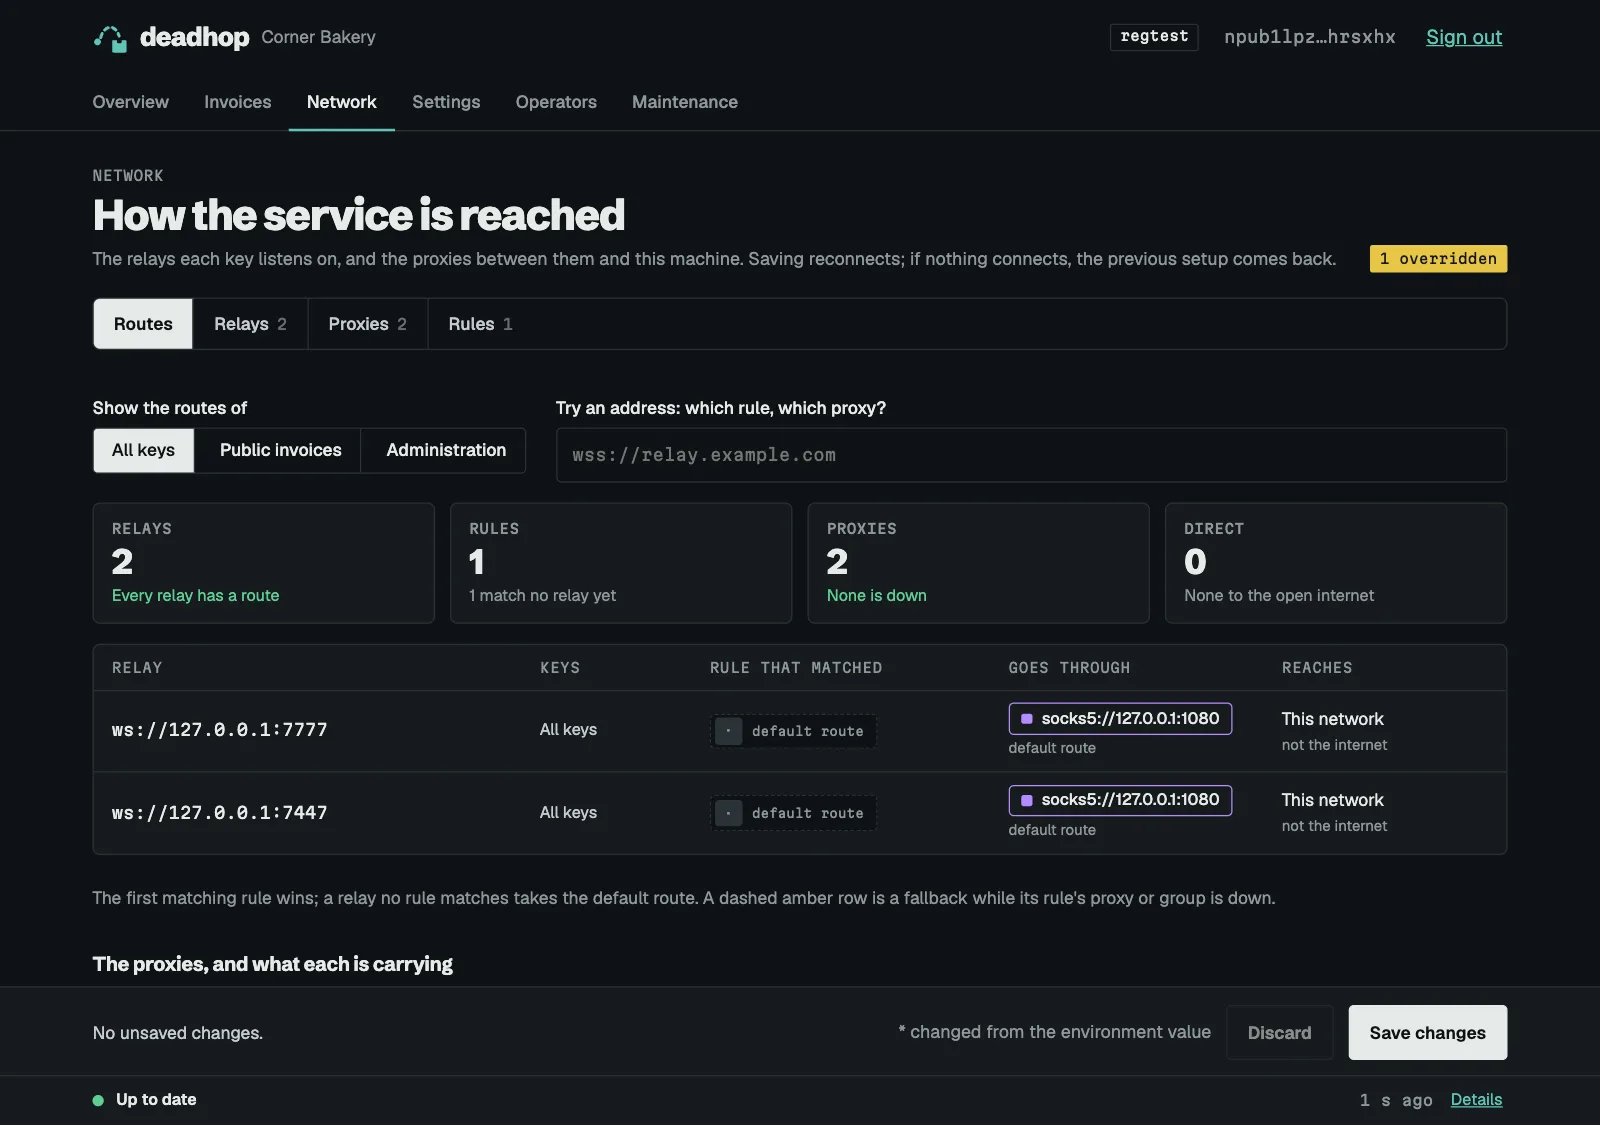 deadhop Corner Bakery regtest npub1lpz…hrsxhx Sign out
Overview Invoices Network Settings Operators Maintenance
NETWORK
How the service is reached
The relays each key listens on, and the proxies between them and this machine. Saving reconnects; if nothing connects, the previous setup comes back. 1 overridden
Routes Relays 2 Proxies 2 Rules 1
Show the routes of Try an address: which rule, which proxy?
All keys Public invoices Administration wss://relay.example.com
RELAYS RULES PROXIES DIRECT
2 1 2 0
Every relay has a route 1 match no relay yet None is down None to the open internet
RELAY KEYS RULE THAT MATCHED GOES THROUGH REACHES
ws://127.0.0.1:7777 All keys · default route socks5://127.0.0.1:1080 This network
default route not the internet
ws://127.0.0.1:7447 All keys · default route socks5://127.0.0.1:1080 This network
default route not the internet
The first matching rule wins; a relay no rule matches takes the default route. A dashed amber row is a fallback while its rule's proxy or group is down.
The proxies, and what each is carrying
No unsaved changes. * changed from the environment value Discard Save changes
Up to date 1 s ago Details